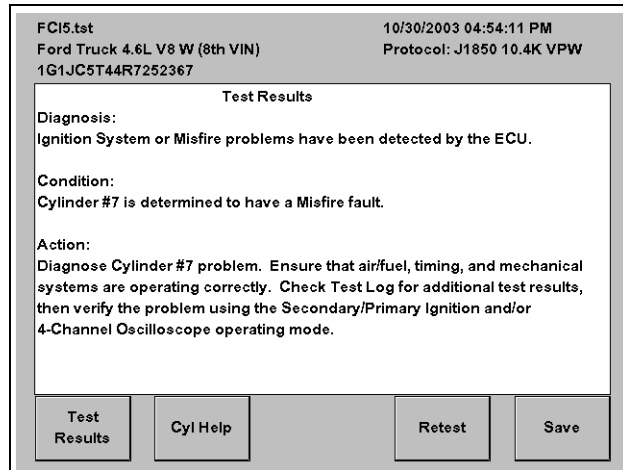 FCI5.tst 10/30/2003 04:54:11 PM
Ford Truck 4.6L V8 W (8th VIN) Protocol: J1850 10.4K VPW
1G1JC5T44R7252367
Test Results
Diagnosis:
Ignition System or Misfire problems have been detected by the ECU.
Condition:
Cylinder #7 is determined to have a Misfire fault.
Action:
Diagnose Cylinder #7 problem. Ensure that air/fuel, timing, and mechanical
systems are operating correctly. Check Test Log for additional test results,
then verify the problem using the Secondary/Primary Ignition and/or
4-Channel Oscilloscope operating mode.
Test
Results
Cyl Help
Retest
Save